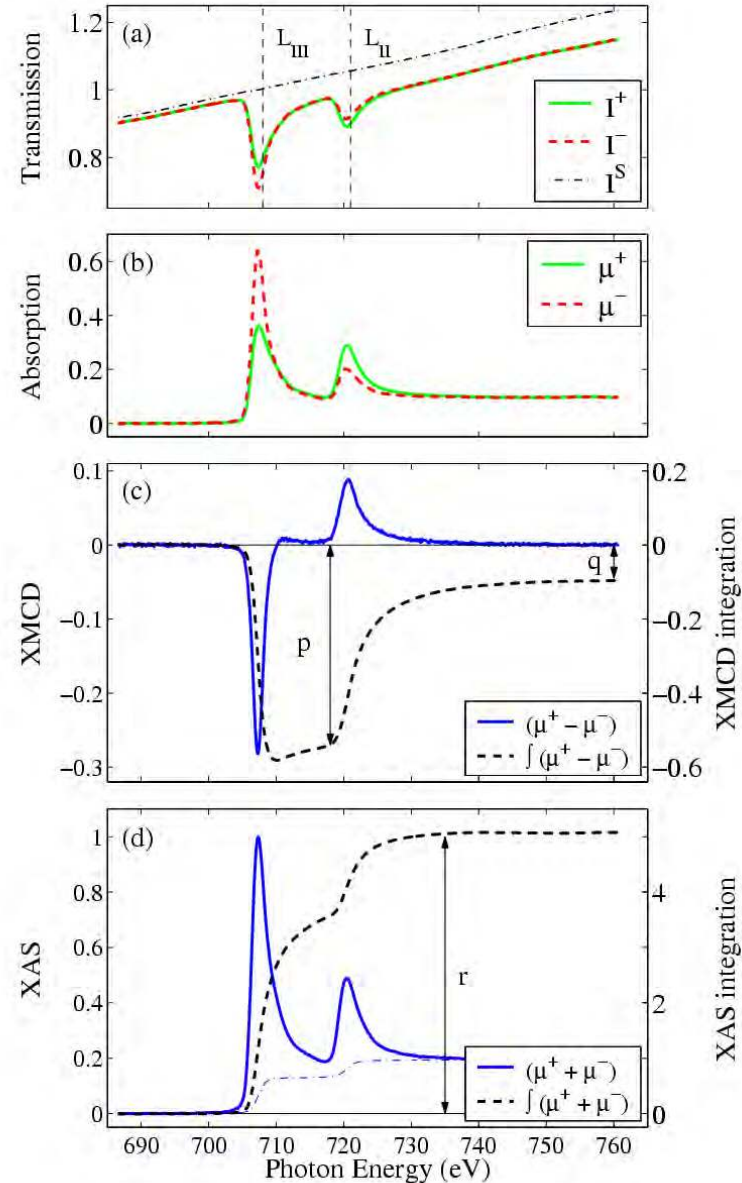 (a)
L_III
L_II
Transmission
1.2
1
0.8
I⁺
I⁻
I^S
(b)
Absorption
0.6
0.4
0.2
0
μ⁺
μ⁻
(c)
XMCD
0.1
0
−0.1
−0.2
−0.3
p
q
0.2
0
−0.2
−0.4
−0.6
XMCD integration
(μ⁺ − μ⁻)
∫ (μ⁺ − μ⁻)
(d)
XAS
1
0.8
0.6
0.4
0.2
0
r
4
2
0
XAS integration
(μ⁺ + μ⁻)
∫ (μ⁺ + μ⁻)
690 700 710 720 730 740 750 760
Photon Energy (eV)